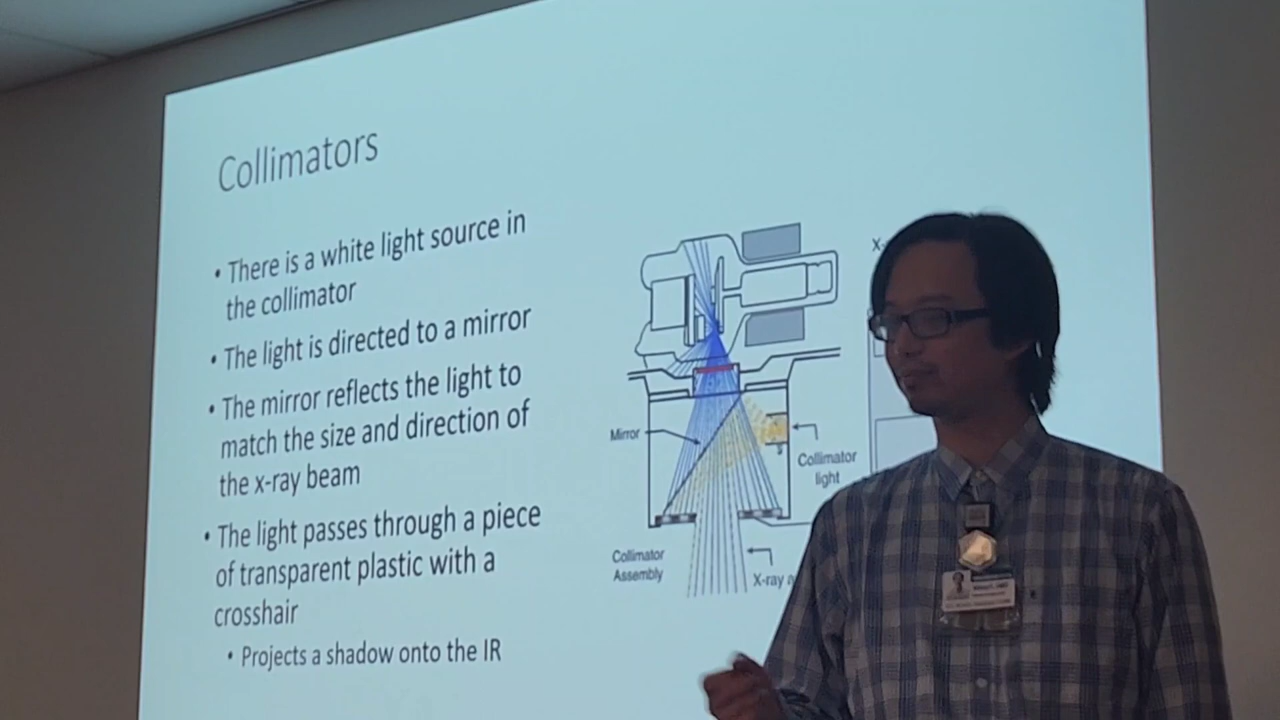 Collimators
• There is a white light source in
the collimator
• The light is directed to a mirror
• The mirror reflects the light to
match the size and direction of
the x-ray beam
• The light passes through a piece
of transparent plastic with a
crosshair
• Projects a shadow onto the IR
X-
Mirror
S
Collimator
light
Collimator
Assembly
X-ray